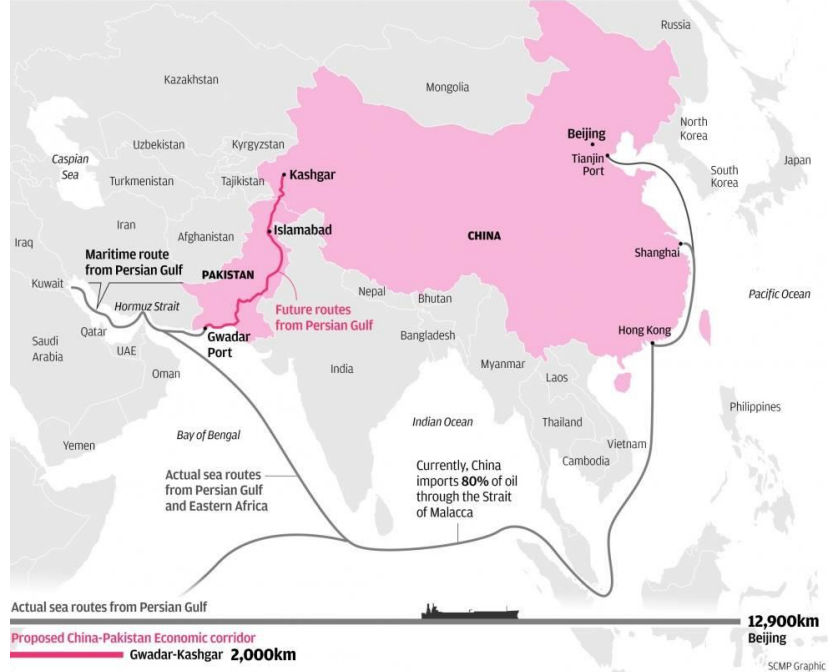 Russia
Kazakhstan
Mongolia
Beijing
Tianjin
Port
North
Korea
Japan
South
Korea
Caspian
Sea
Uzbekistan
Kyrgyzstan
Turkmenistan
Tajikistan
Kashgar
Iran
Afghanistan
Islamabad
CHINA
Iraq
Maritime route
from Persian Gulf
PAKISTAN
Shanghai
Kuwait
Hormuz Strait
Future routes
from Persian Gulf
Nepal
Bhutan
Pacific Ocean
Qatar
Gwadar
Port
Bangladesh
Hong Kong
Saudi
Arabia
UAE
India
Myanmar
Oman
Laos
Yemen
Bay of Bengal
Indian Ocean
Thailand
Philippines
Vietnam
Cambodia
Actual sea routes
from Persian Gulf
and Eastern Africa
Currently, China
imports 80% of oil
through the Strait
of Malacca
Actual sea routes from Persian Gulf
12,900km
Beijing
Proposed China-Pakistan Economic corridor
Gwadar-Kashgar 2,000km
SCMP Graphic